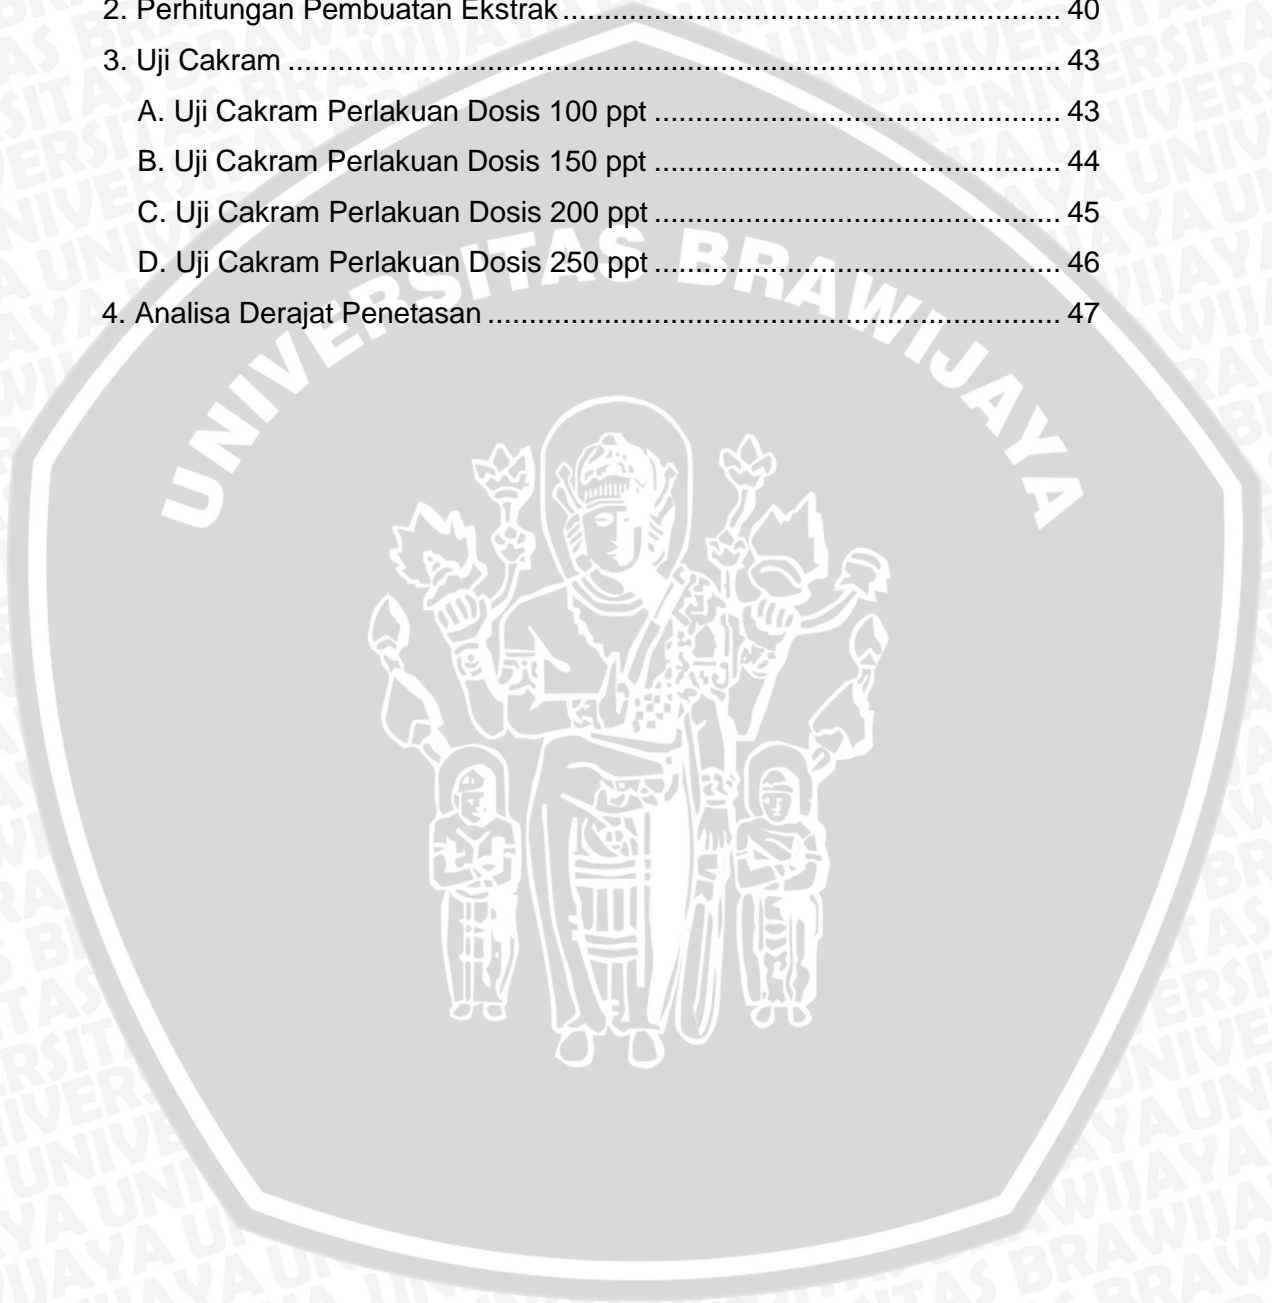 2. Perhitungan Pembuatan Ekstrak............................................................... 40
3. Uji Cakram .................................................................................................. 43
A. Uji Cakram Perlakuan Dosis 100 ppt ................................................... 43
B. Uji Cakram Perlakuan Dosis 150 ppt ................................................... 44
C. Uji Cakram Perlakuan Dosis 200 ppt ................................................... 45
D. Uji Cakram Perlakuan Dosis 250 ppt ................................................... 46
4. Analisa Derajat Penetasan ........................................................................ 47
UNIVERSITAS BRAWIJAYA